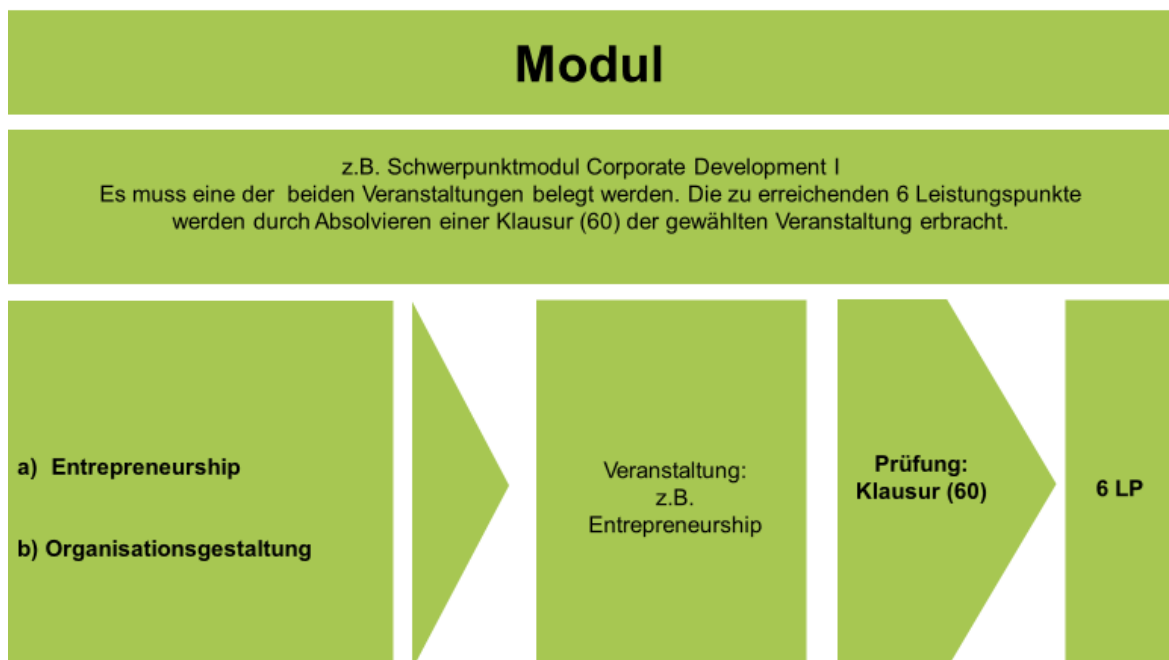 Modul
z.B. Schwerpunktmodul Corporate Development I
Es muss eine der beiden Veranstaltungen belegt werden. Die zu erreichenden 6 Leistungspunkte
werden durch Absolvieren einer Klausur (60) der gewählten Veranstaltung erbracht.
a) Entrepreneurship
b) Organisationsgestaltung
Veranstaltung:
z.B.
Entrepreneurship
Prüfung:
Klausur (60)
6 LP